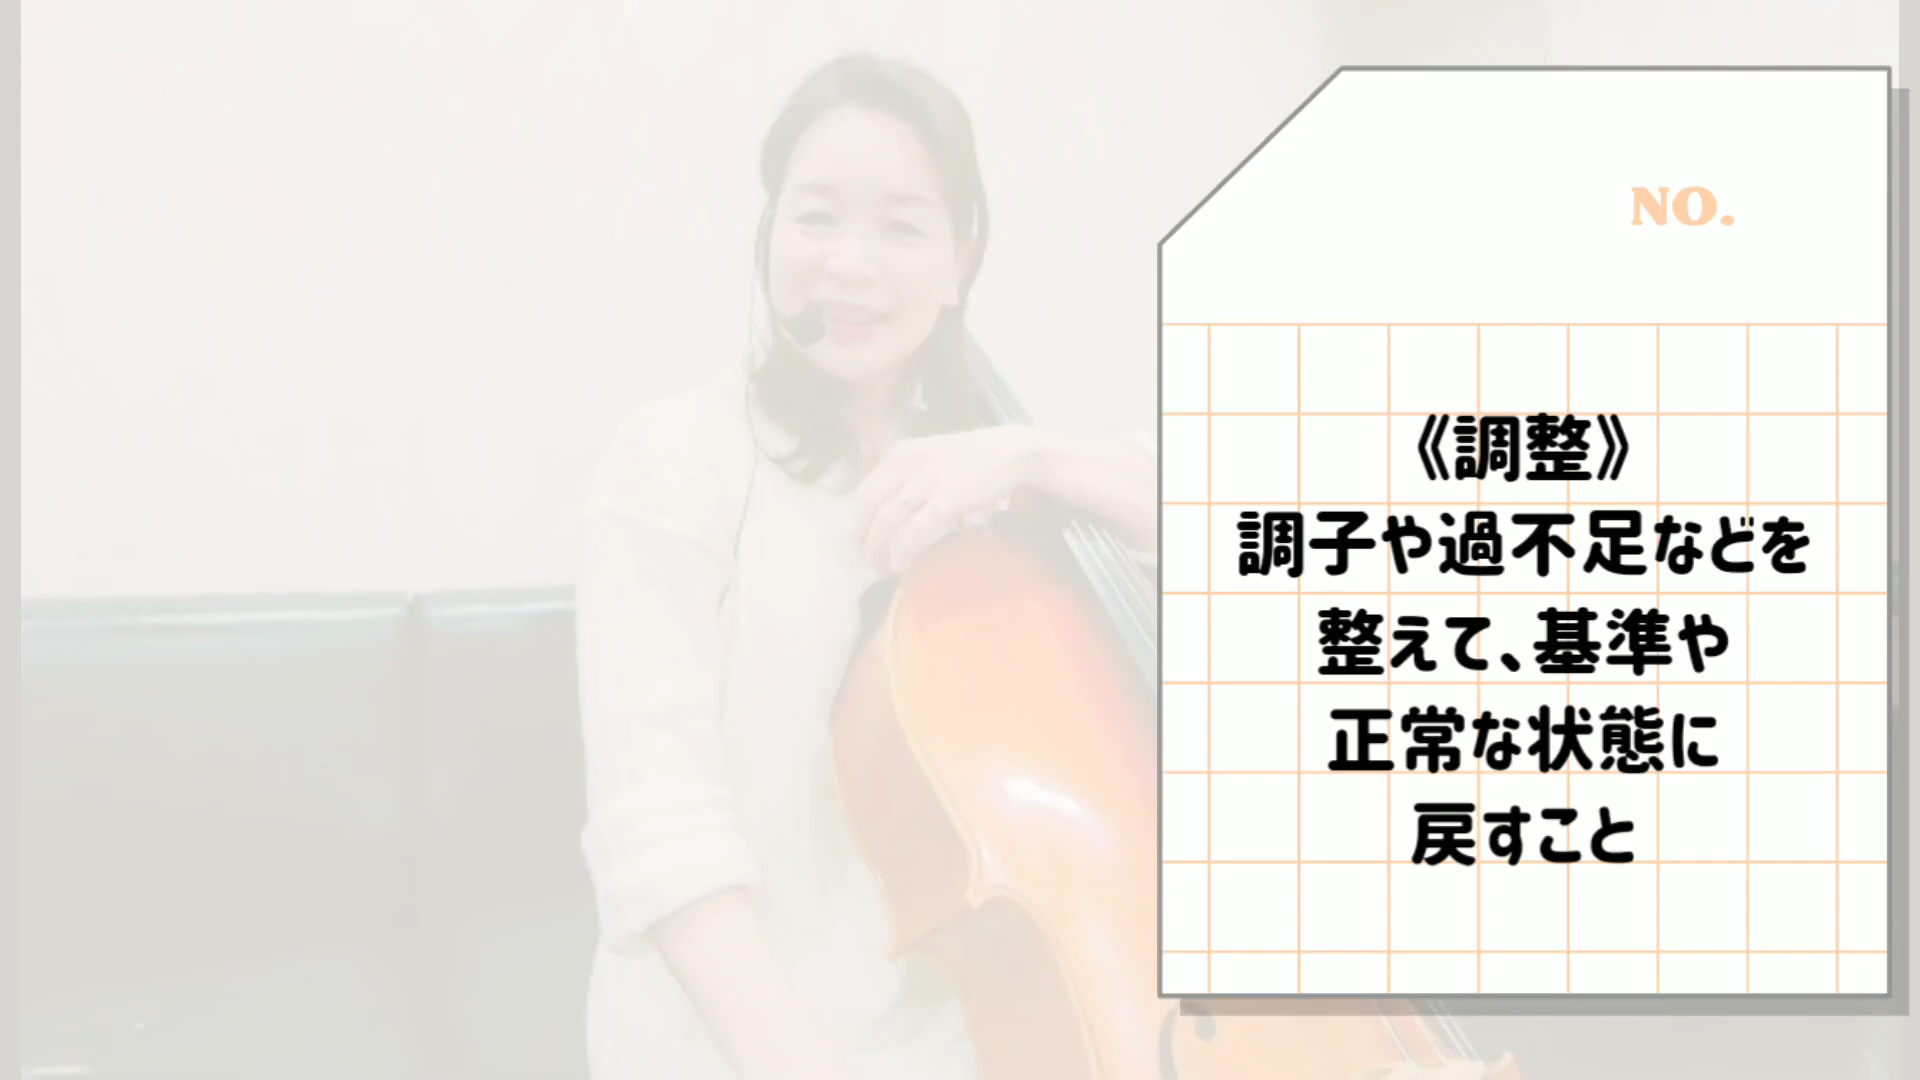 NO.
《調整》
調子や過不足などを
整えて、基準や
正常な状態に
戻すこと